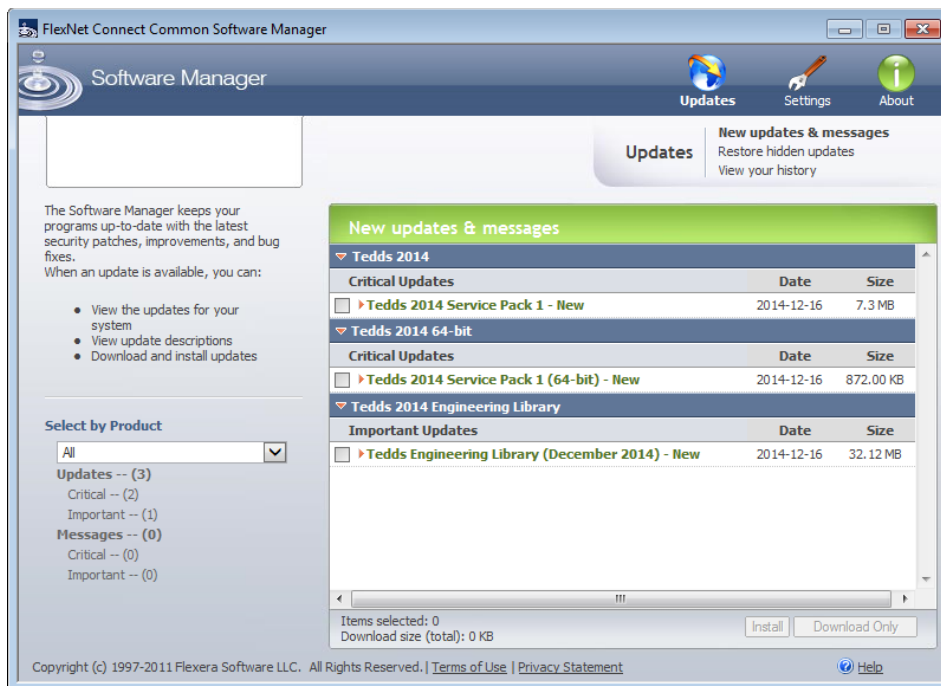 FlexNet Connect Common Software Manager
Software Manager
Updates
Settings
About
Updates
New updates & messages
Restore hidden updates
View your history
The Software Manager keeps your
programs up-to-date with the latest
security patches, improvements, and bug
fixes.
When an update is available, you can:
View the updates for your
system
View update descriptions
Download and install updates
Select by Product
All
Updates -- (3)
Critical -- (2)
Important -- (1)
Messages -- (0)
Critical -- (0)
Important -- (0)
New updates & messages
Tedds 2014
Critical Updates Date Size
Tedds 2014 Service Pack 1 - New 2014-12-16 7.3 MB
Tedds 2014 64-bit
Critical Updates Date Size
Tedds 2014 Service Pack 1 (64-bit) - New 2014-12-16 872.00 KB
Tedds 2014 Engineering Library
Important Updates Date Size
Tedds Engineering Library (December 2014) - New 2014-12-16 32.12 MB
Items selected: 0
Download size (total): 0 KB
Install Download Only
Copyright (c) 1997-2011 Flexera Software LLC. All Rights Reserved. | Terms of Use | Privacy Statement
Help